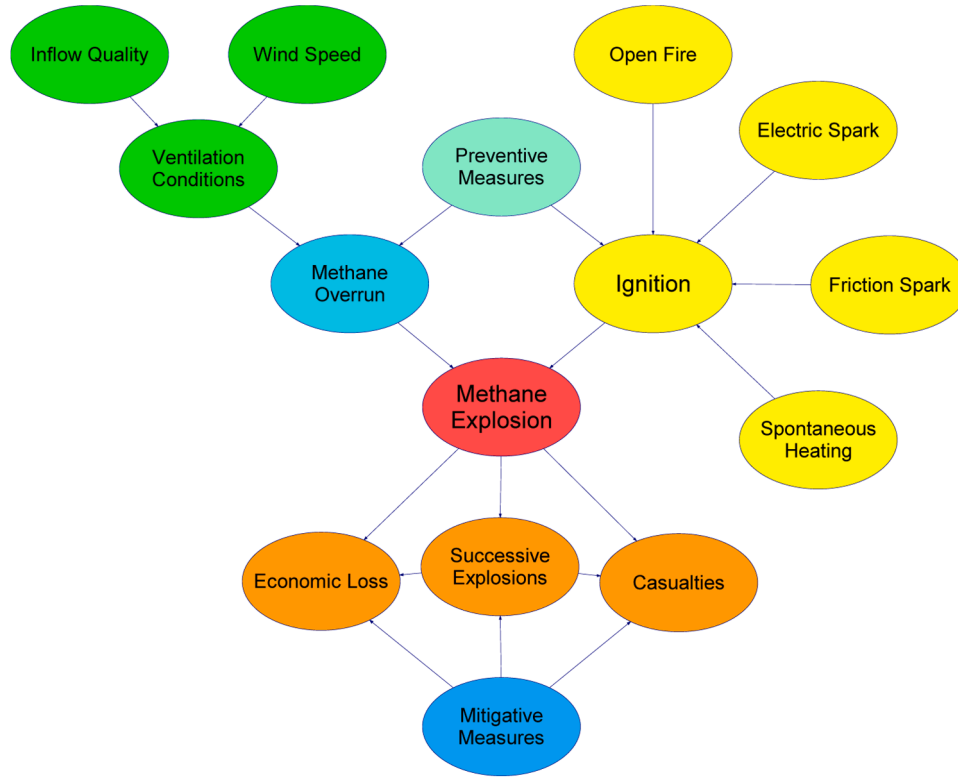 Inflow Quality
Wind Speed
Open Fire
Electric Spark
Ventilation
Conditions
Preventive
Measures
Methane
Overrun
Ignition
Friction Spark
Methane
Explosion
Spontaneous
Heating
Economic Loss
Successive
Explosions
Casualties
Mitigative
Measures